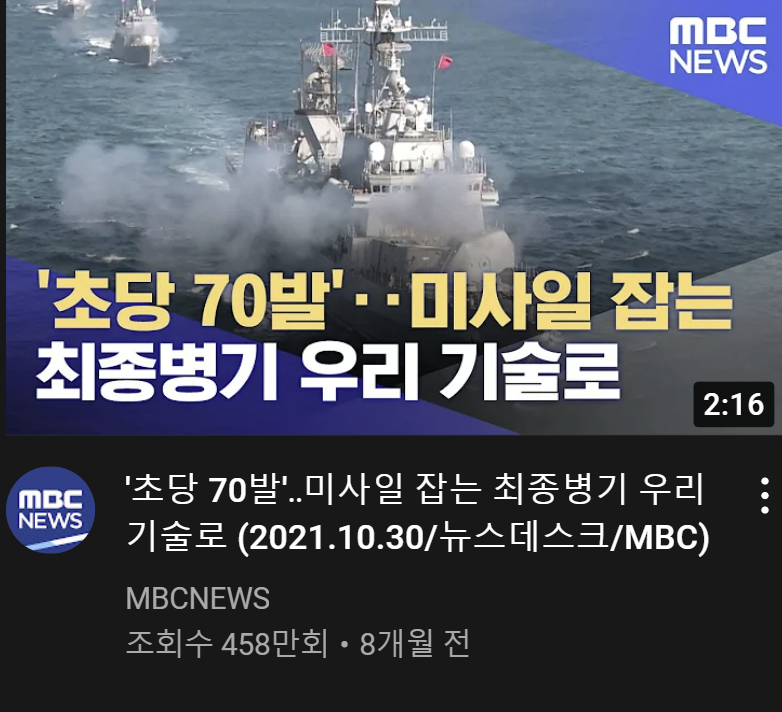 MBC
NEWS
'초당 70발'··미사일 잡는
최종병기 우리 기술로
2:16
MBC
NEWS
'초당 70발'..미사일 잡는 최종병기 우리
기술로 (2021.10.30/뉴스데스크/MBC)
MBCNEWS
조회수 458만회 • 8개월 전